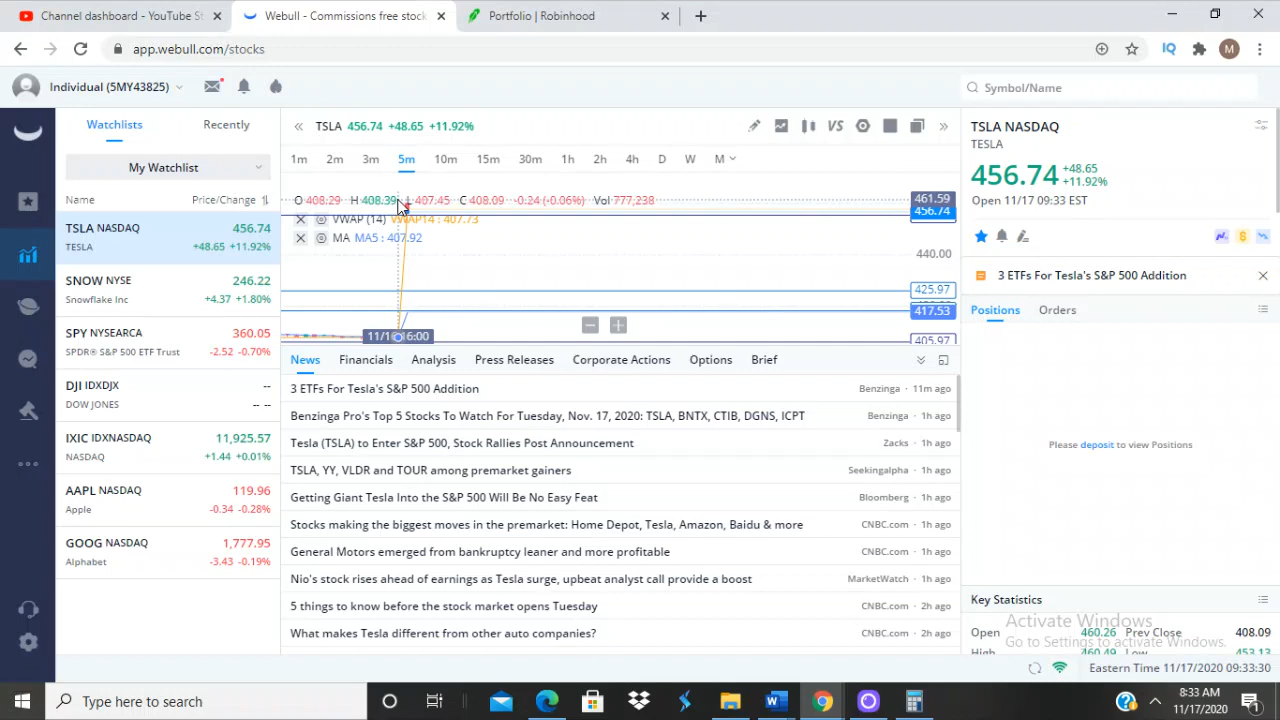 Channel dashboard - YouTube St
Webull - Commissions free stock
Portfolio | Robinhood
app.webull.com/stocks
IQ
M
Individual (5MY43825)
Symbol/Name
Watchlists
Recently
My Watchlist
Name
Price/Change
TSLA NASDAQ
456.74
TESLA
+48.65 +11.92%
SNOW NYSE
246.22
Snowflake Inc
+4.37 +1.80%
SPY NYSEARCA
360.05
SPDR® S&P 500 ETF Trust
-2.52 -0.70%
DJI IDXDJX
--
DOW JONES
-- --
IXIC IDXNASDAQ
11,925.57
NASDAQ
+1.44 +0.01%
AAPL NASDAQ
119.96
Apple
-0.34 -0.28%
GOOG NASDAQ
1,777.95
Alphabet
-3.43 -0.19%
TSLA 456.74 +48.65 +11.92%
VS
1m 2m 3m 5m 10m 15m 30m 1h 2h 4h D W M
O 408.29 H 408.39 L 407.45 C 408.09 -0.24 (-0.06%) Vol 777,238
VWAP (14) VWAP14 : 407.73
MA MA5 : 407.92
461.59
456.74
440.00
425.97
417.53
405.97
News Financials Analysis Press Releases Corporate Actions Options Brief
3 ETFs For Tesla's S&P 500 Addition
Benzinga · 11m ago
Benzinga Pro's Top 5 Stocks To Watch For Tuesday, Nov. 17, 2020: TSLA, BNTX, CTIB, DGNS, ICPT
Benzinga · 1h ago
Tesla (TSLA) to Enter S&P 500, Stock Rallies Post Announcement
Zacks · 1h ago
TSLA, YY, VLDR and TOUR among premarket gainers
Seekingalpha · 1h ago
Getting Giant Tesla Into the S&P 500 Will Be No Easy Feat
Bloomberg · 1h ago
Stocks making the biggest moves in the premarket: Home Depot, Tesla, Amazon, Baidu & more
CNBC.com · 1h ago
General Motors emerged from bankruptcy leaner and more profitable
CNBC.com · 1h ago
Nio's stock rises ahead of earnings as Tesla surge, upbeat analyst call provide a boost
MarketWatch · 1h ago
5 things to know before the stock market opens Tuesday
CNBC.com · 2h ago
What makes Tesla different from other auto companies?
CNBC.com · 2h ago
TSLA NASDAQ
TESLA
456.74
+48.65
+11.92%
Open 11/17 09:33 EST
3 ETFs For Tesla's S&P 500 Addition
Positions
Orders
Please deposit to view Positions
Key Statistics
Open 460.26 Prev Close 408.09
High 460.49 Low 453.13
Activate Windows
Go to Settings to activate Windows.
Eastern Time 11/17/2020 09:33:30
Type here to search
8:33 AM
11/17/2020
1